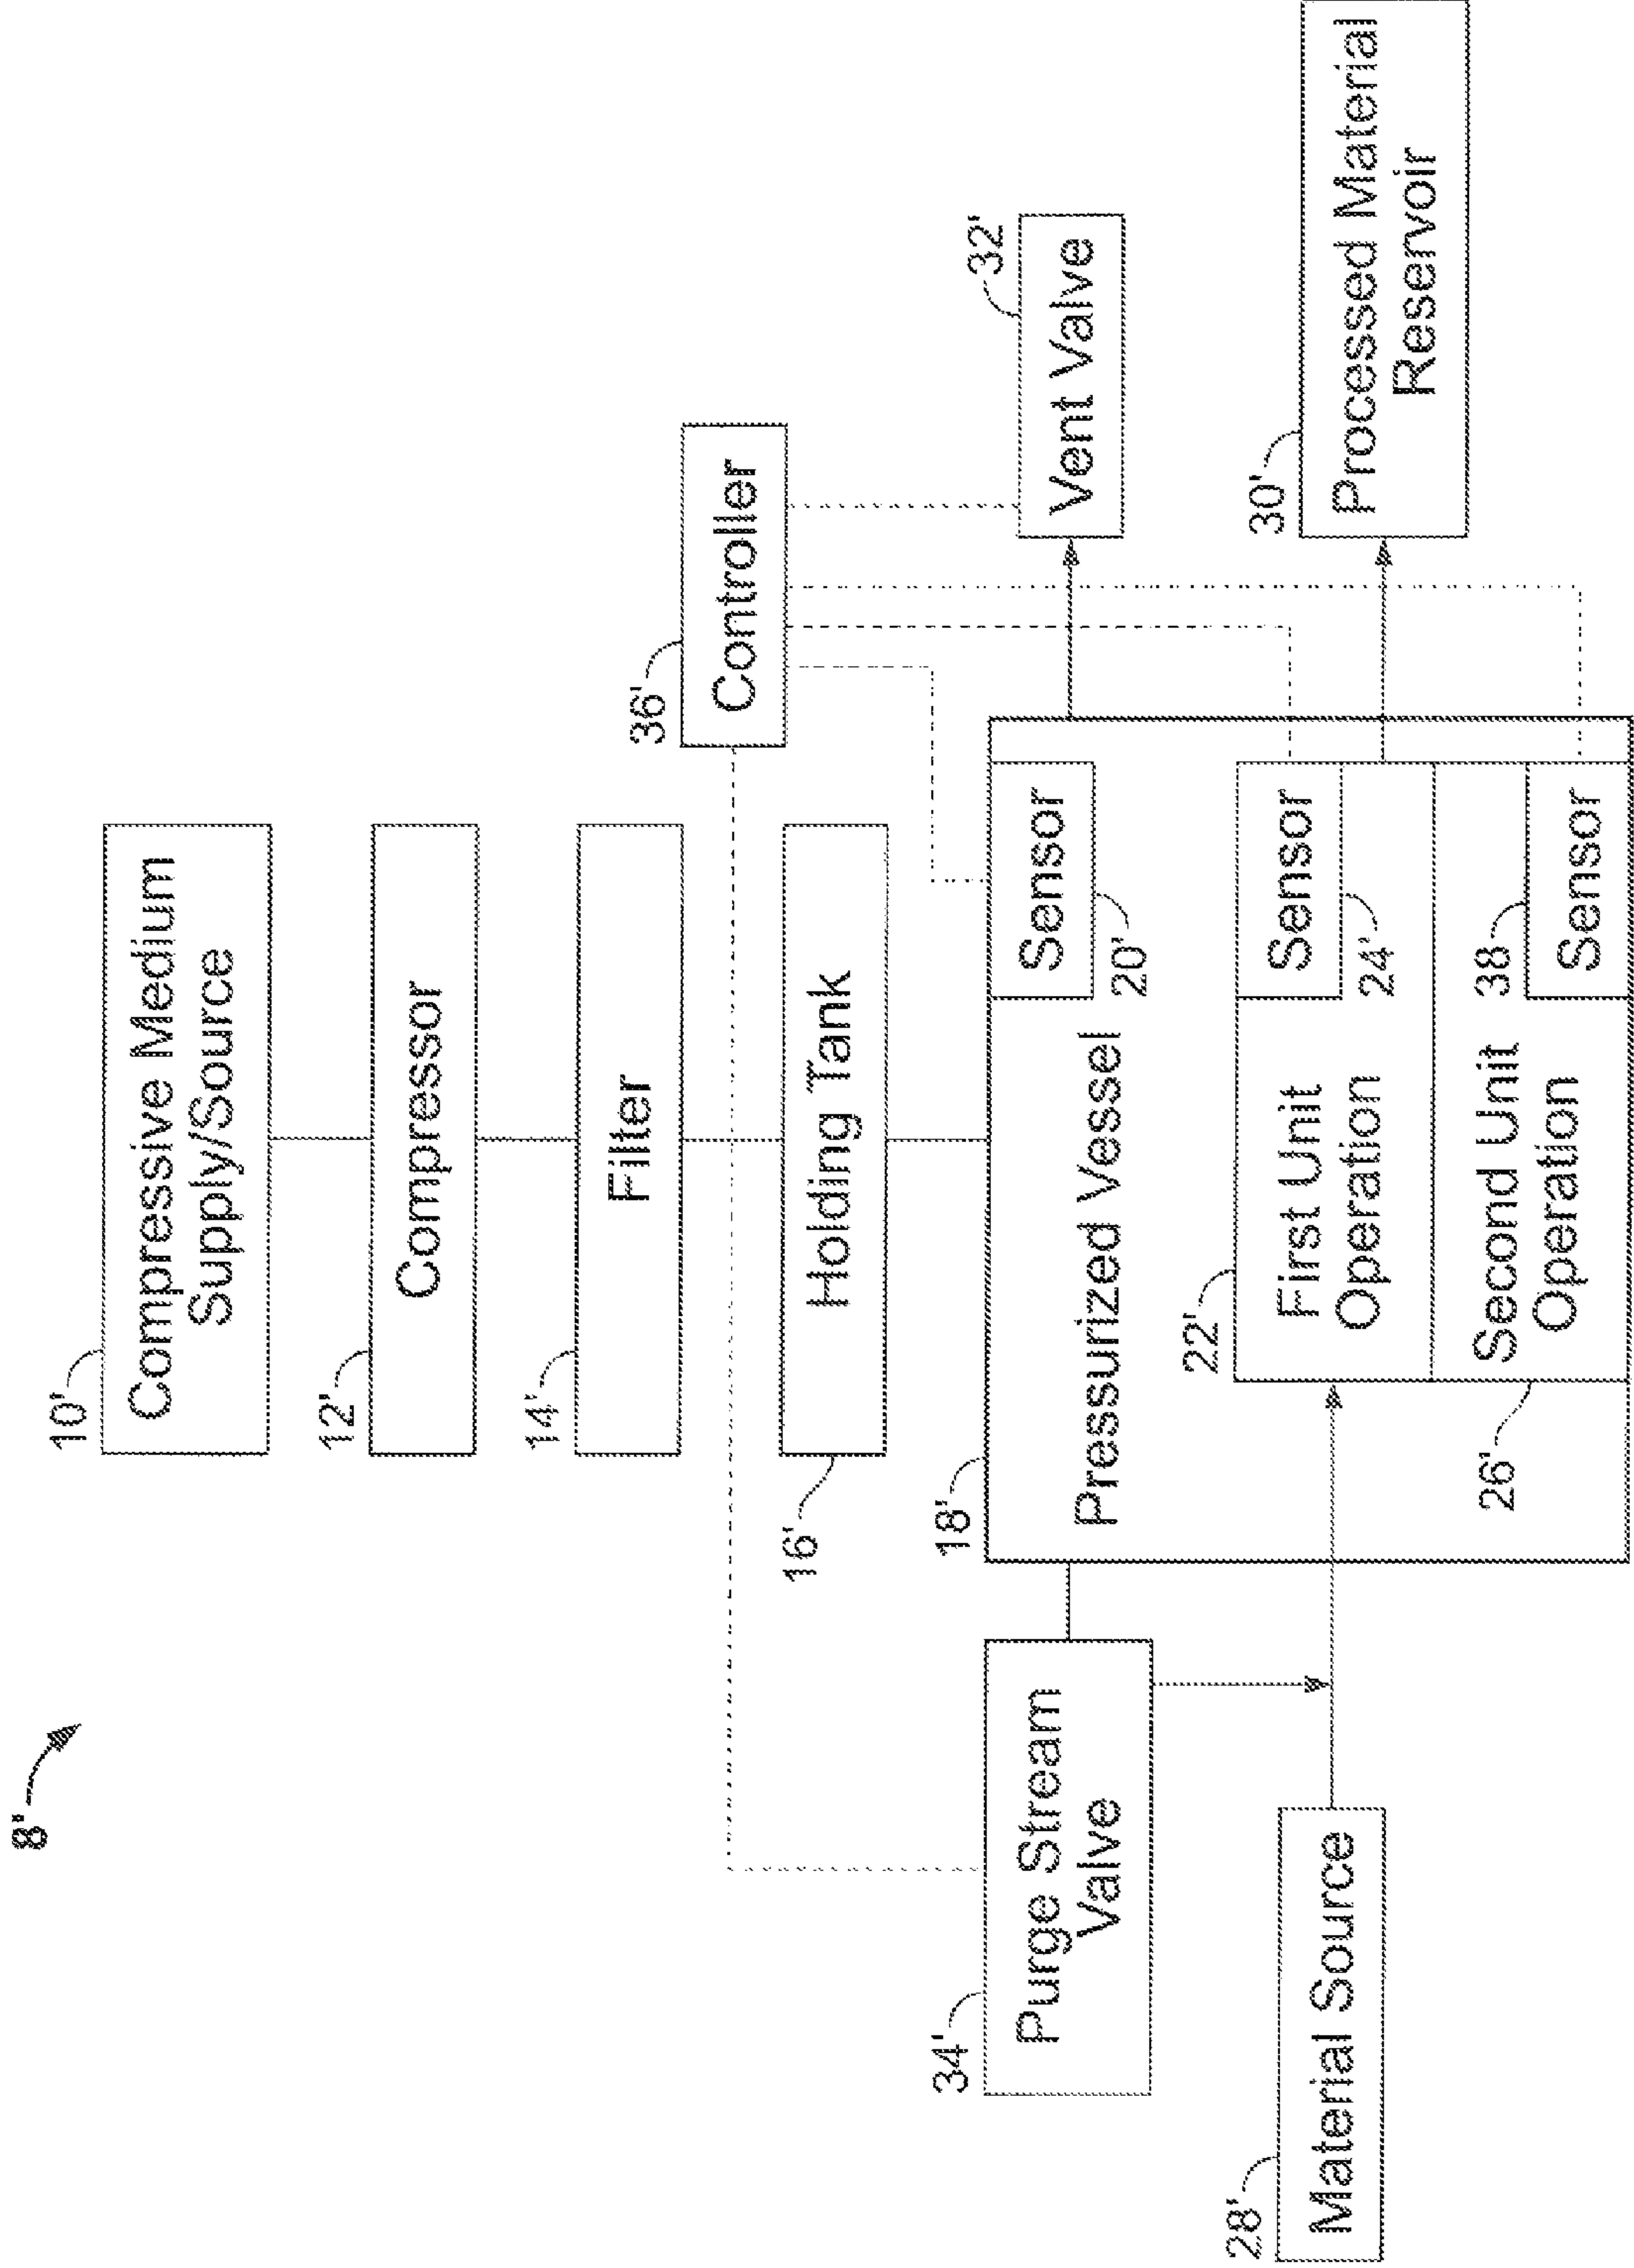 8'
10'
Compressive Medium
Supply/Source
12'
Compressor
14'
Filter
36'
Controller
16'
Holding Tank
18'
Pressurized Vessel
Sensor
20'
32'
Vent Valve
34'
Purge Stream
Valve
22'
First Unit
Operation
Sensor
24'
28'
Material Source
26'
Second Unit
Operation
38
Sensor
30'
Processed Material
Reservoir